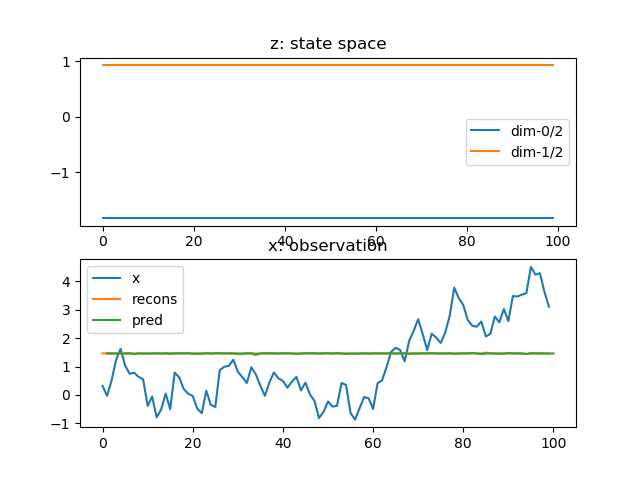 z: state space
1
0
−1
dim-0/2
dim-1/2
0 20 40 60 80 100
x: observation
4
3
2
1
0
−1
x
recons
pred
0 20 40 60 80 100